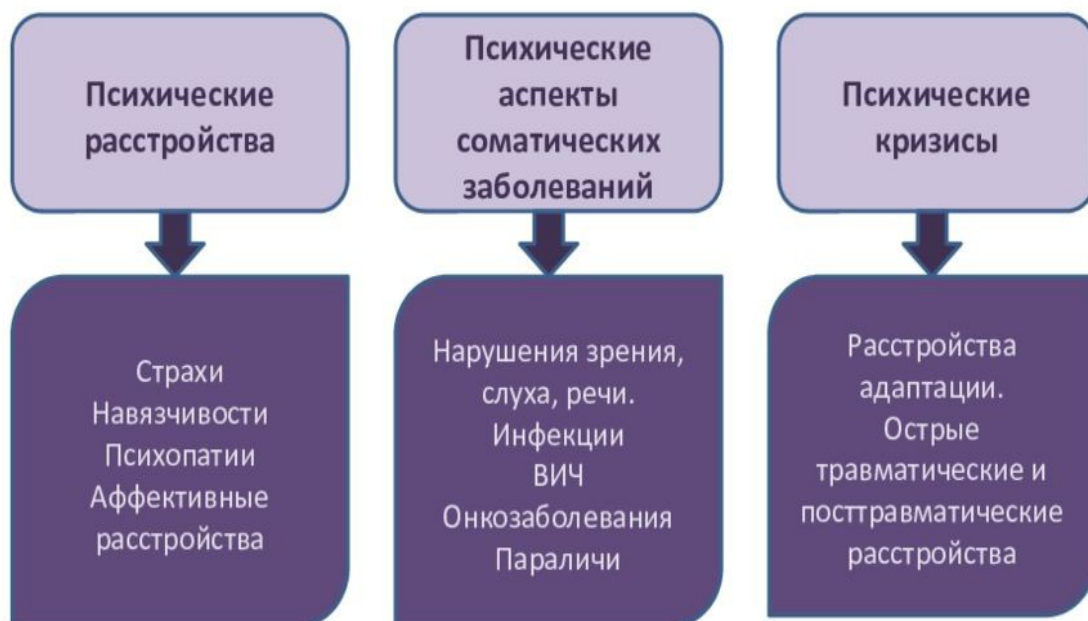 Психические
расстройства
Психические
аспекты
соматических
заболеваний
Психические
кризисы
Страхи
Навязчивости
Психопатии
Аффективные
расстройства
Нарушения зрения,
слуха, речи.
Инфекции
ВИЧ
Онкозаболевания
Параличи
Расстройства
адаптации.
Острые
травматические и
посттравматические
расстройства